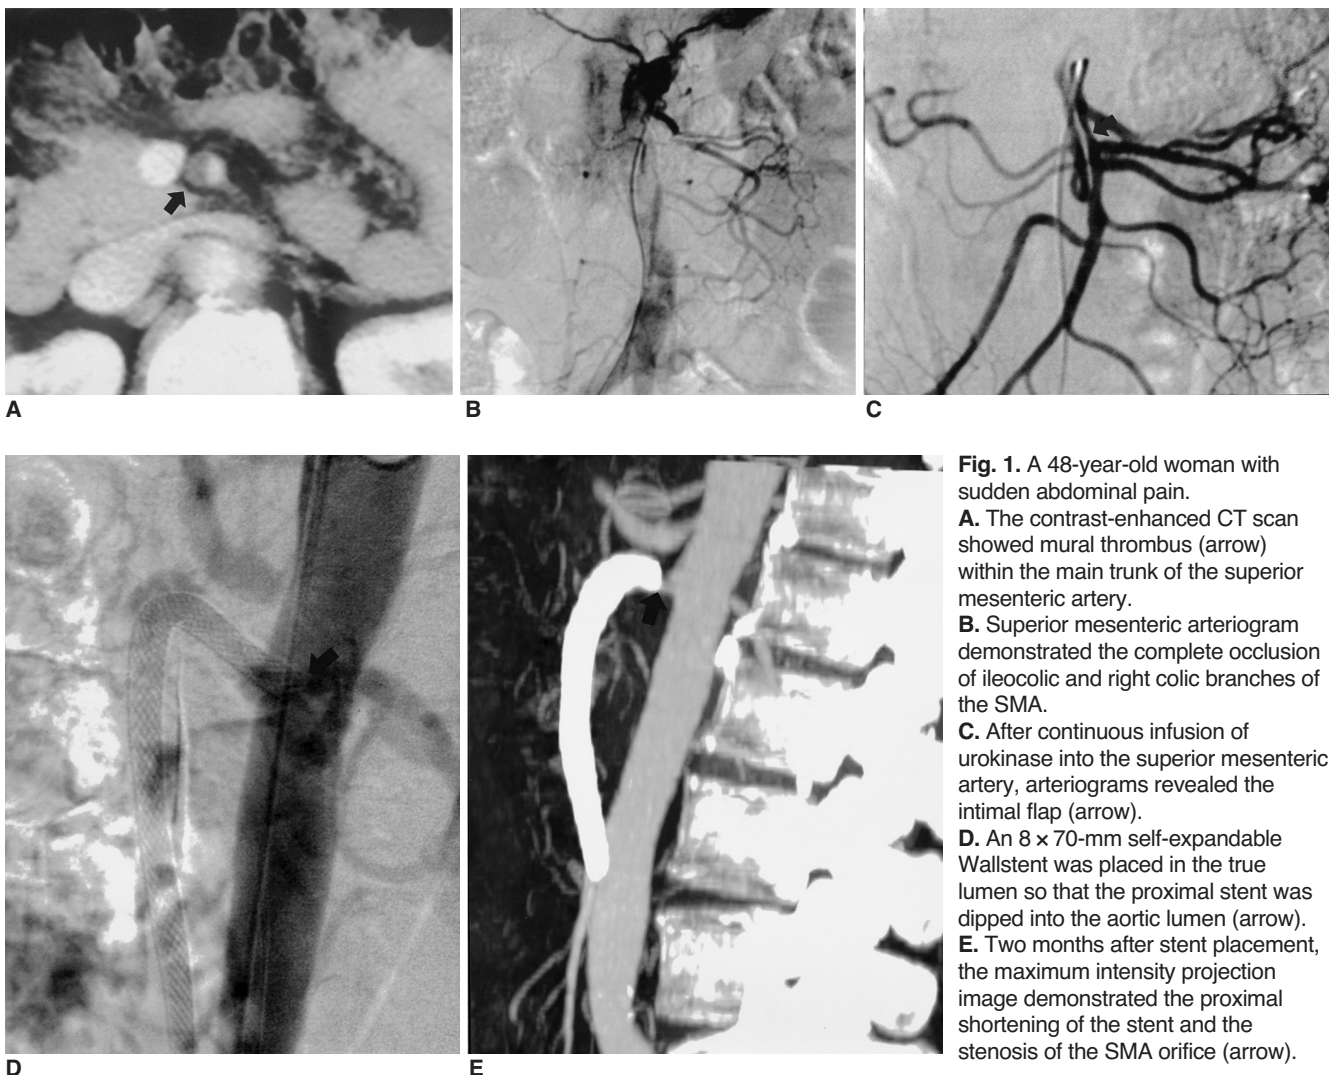 A
B
C
D
E
Fig. 1. A 48-year-old woman with
sudden abdominal pain.
A. The contrast-enhanced CT scan
showed mural thrombus (arrow)
within the main trunk of the superior
mesenteric artery.
B. Superior mesenteric arteriogram
demonstrated the complete occlusion
of ileocolic and right colic branches of
the SMA.
C. After continuous infusion of
urokinase into the superior mesenteric
artery, arteriograms revealed the
intimal flap (arrow).
D. An 8 × 70-mm self-expandable
Wallstent was placed in the true
lumen so that the proximal stent was
dipped into the aortic lumen (arrow).
E. Two months after stent placement,
the maximum intensity projection
image demonstrated the proximal
shortening of the stent and the
stenosis of the SMA orifice (arrow).